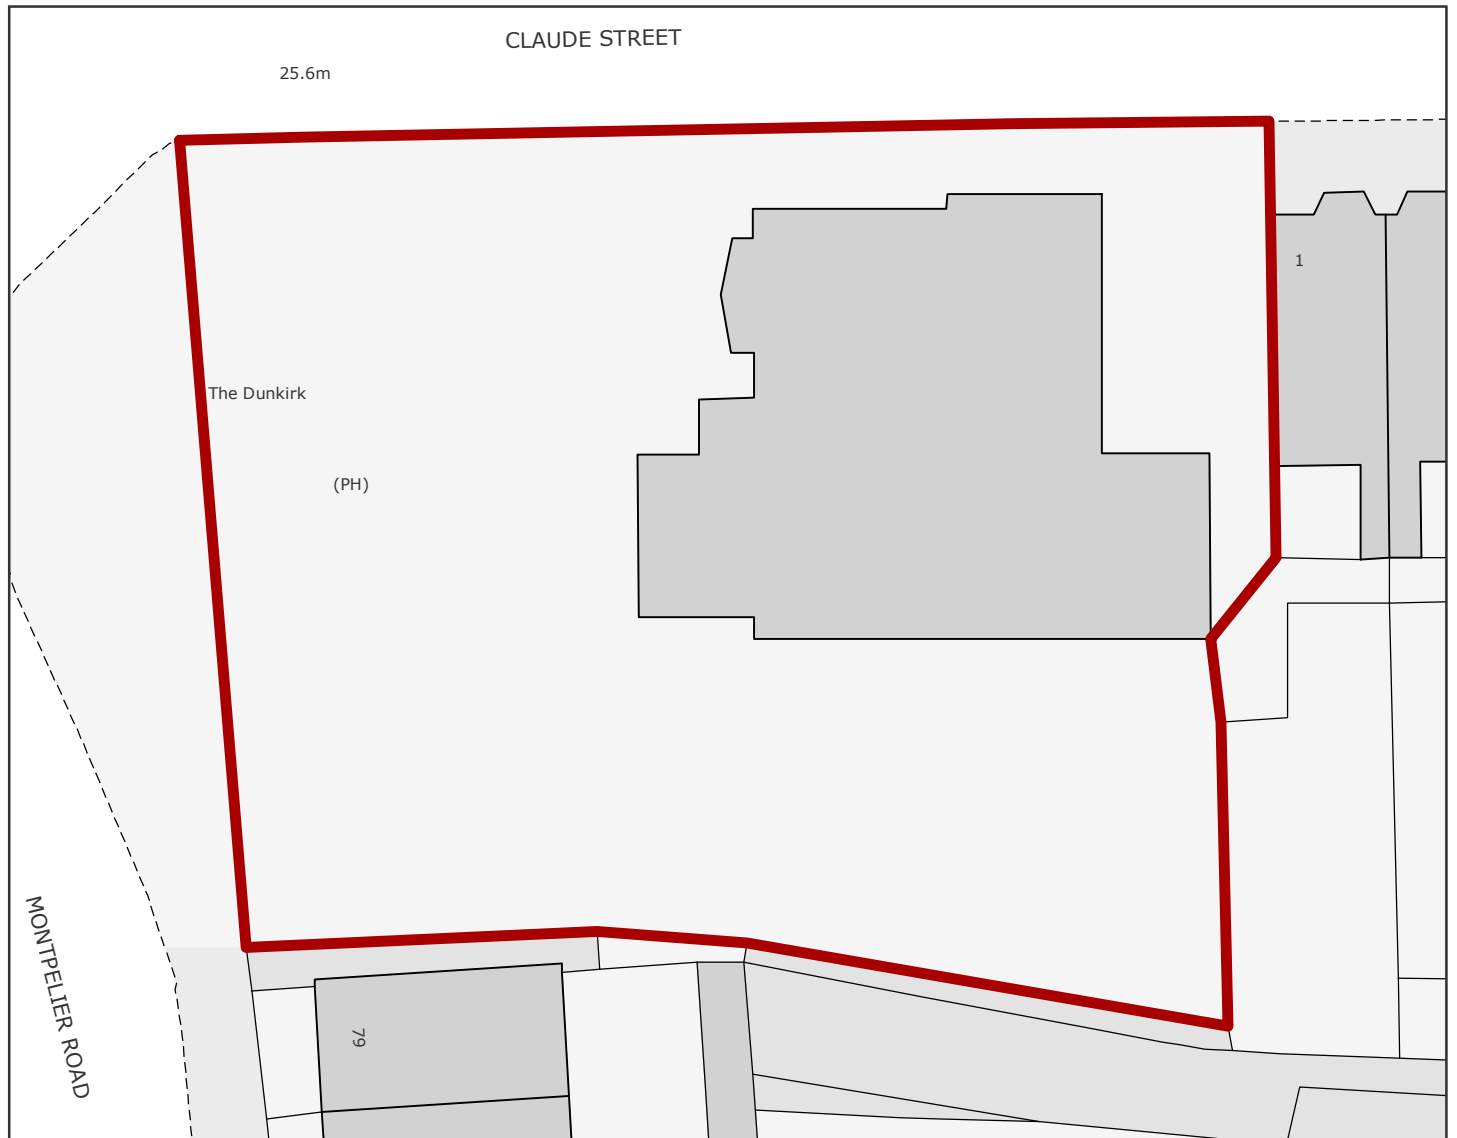 CLAUDE STREET
25.6m
1
The Dunkirk
(PH)
MONTPELIER ROAD
79